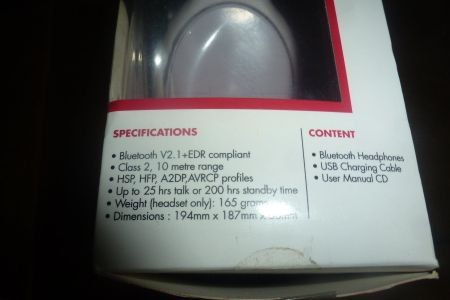 SPECIFICATIONS
• Bluetooth V2.1+EDR compliant
• Class 2, 10 metre range
• HSP, HFP, A2DP,AVRCP profiles
• Up to 25 hrs talk or 200 hrs standby time
• Weight (headset only): 165 grams
• Dimensions : 194mm x 187mm x
CONTENT
• Bluetooth Headphones
• USB Charging Cable
• User Manual CD